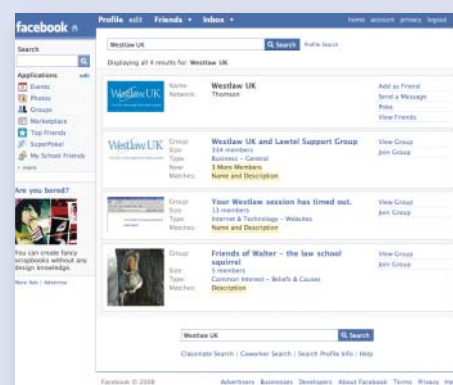 facebook
Profile edit Friends Inbox
home account privacy logout
Search
Applications edit
Events
Photos
Groups
Marketplace
Top Friends
SuperPoke!
My School Friends
more
Are you bored?
You can create fancy
scrapbooks without any
design knowledge.
More Ads | Advertise
Westlaw UK Search Profile Search
Displaying all 4 results for: Westlaw UK
Westlaw UK
Name: Westlaw UK
Network: Thomson
Add as Friend
Send a Message
Poke
View Friends
Westlaw UK
Group: Westlaw UK and Lawtel Support Group
Size: 334 members
Type: Business - General
New: 5 More Members
Matches: Name and Description
View Group
Join Group
Group: Your Westlaw session has timed out.
Size: 13 members
Type: Internet & Technology - Websites
Matches: Name and Description
View Group
Join Group
Group: Friends of Walter - the law school
squirrel
Size: 5 members
Type: Common Interest - Beliefs & Causes
Matches: Description
View Group
Join Group
Westlaw UK Search
Classmate Search | Coworker Search | Search Profile Info | Help
Facebook © 2008
Advertisers Businesses Developers About Facebook Terms Privacy